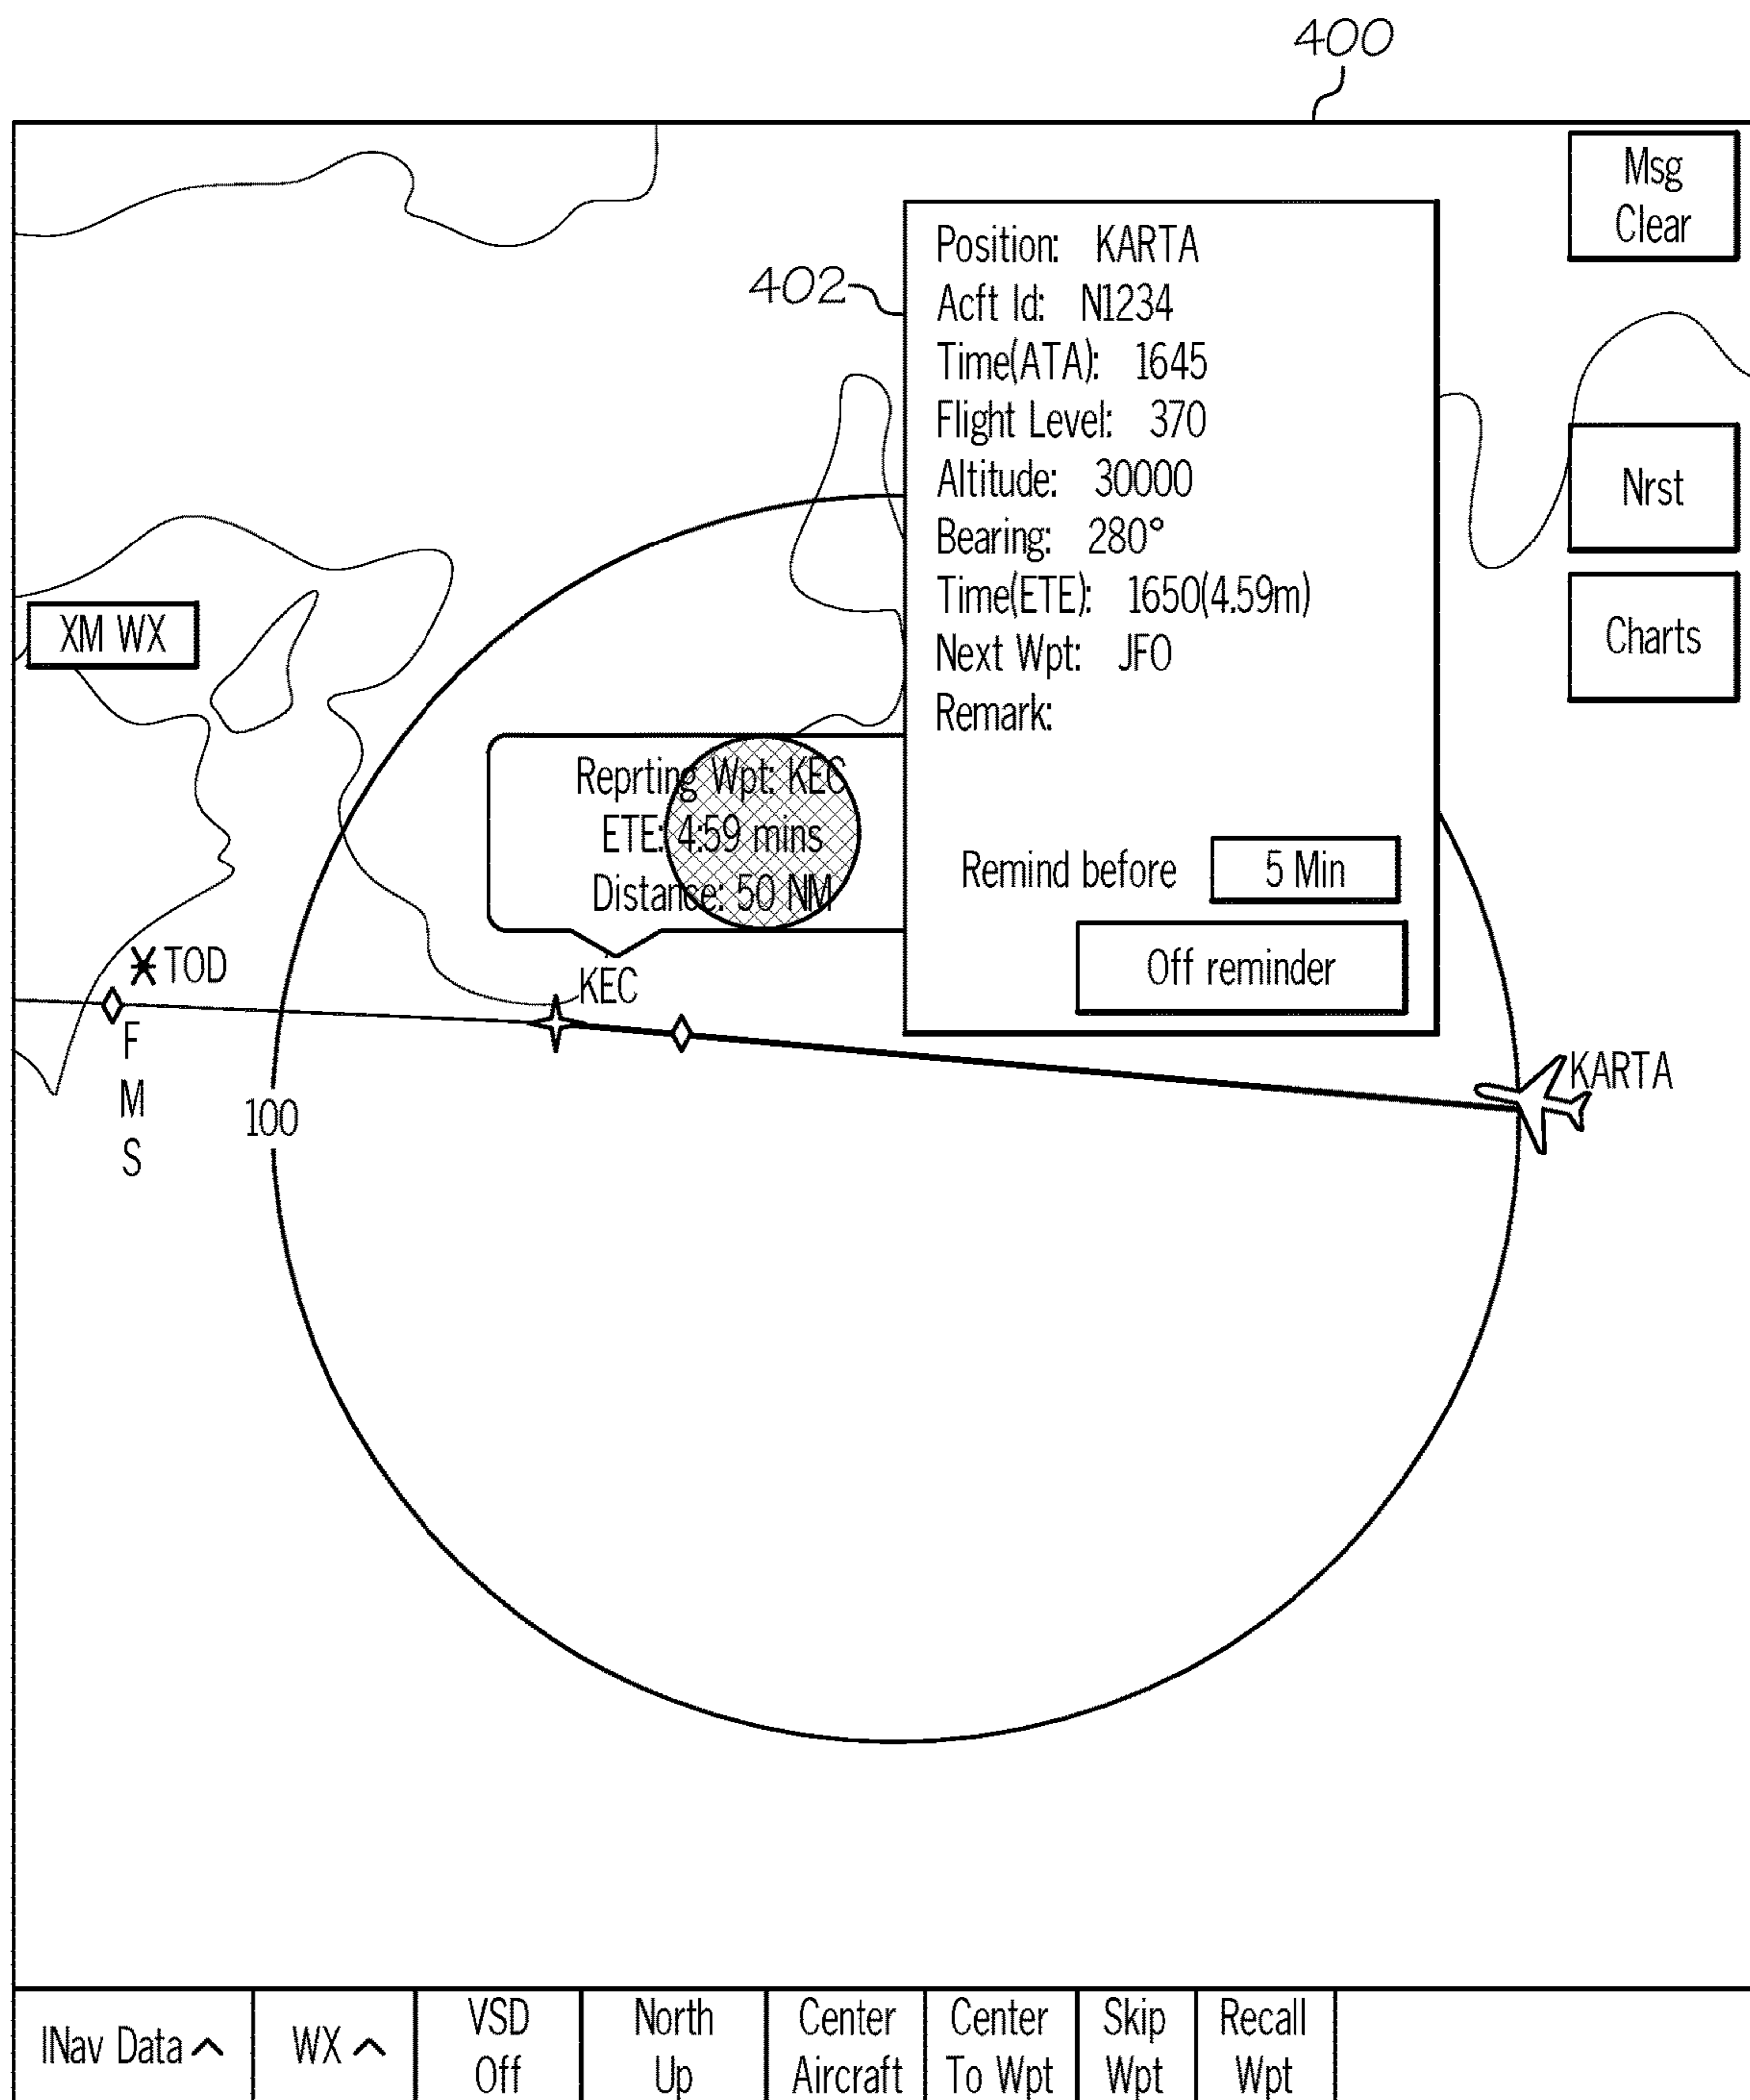 400
Msg
Clear
402
Position: KARTA
Acft Id: N1234
Time(ATA): 1645
Flight Level: 370
Altitude: 30000
Bearing: 280°
Time(ETE): 1650(4.59m)
Next Wpt: JFO
Remark:
Nrst
Charts
XM WX
Reprting Wpt: KEC
ETE: 4:59 mins
Distance: 50 NM
Remind before 5 Min
Off reminder
TOD
KEC
F
M
S
100
KARTA
INav Data
WX
VSD
Off
North
Up
Center
Aircraft
Center
To Wpt
Skip
Wpt
Recall
Wpt